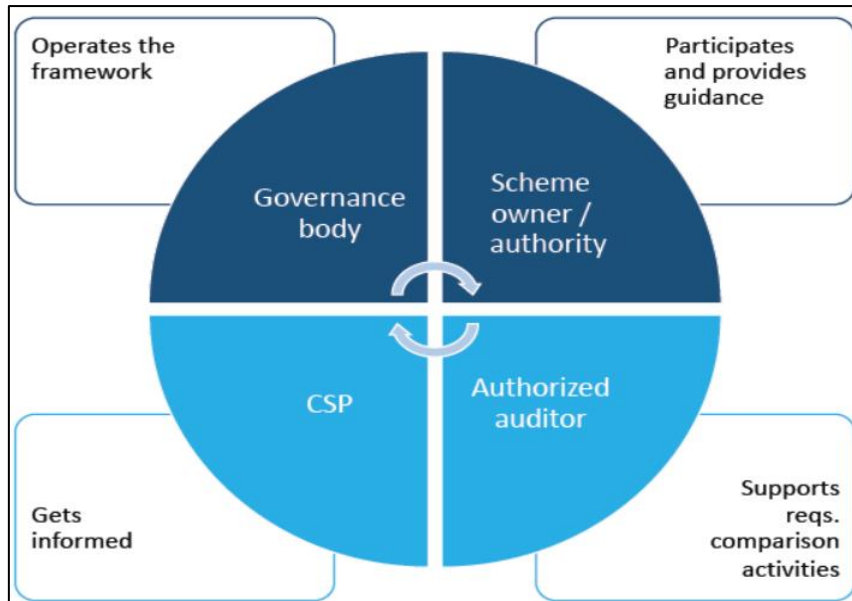 Operates the
framework
Participates
and provides
guidance
Governance
body
Scheme
owner /
authority
CSP
Authorized
auditor
Gets
informed
Supports
reqs.
comparison
activities